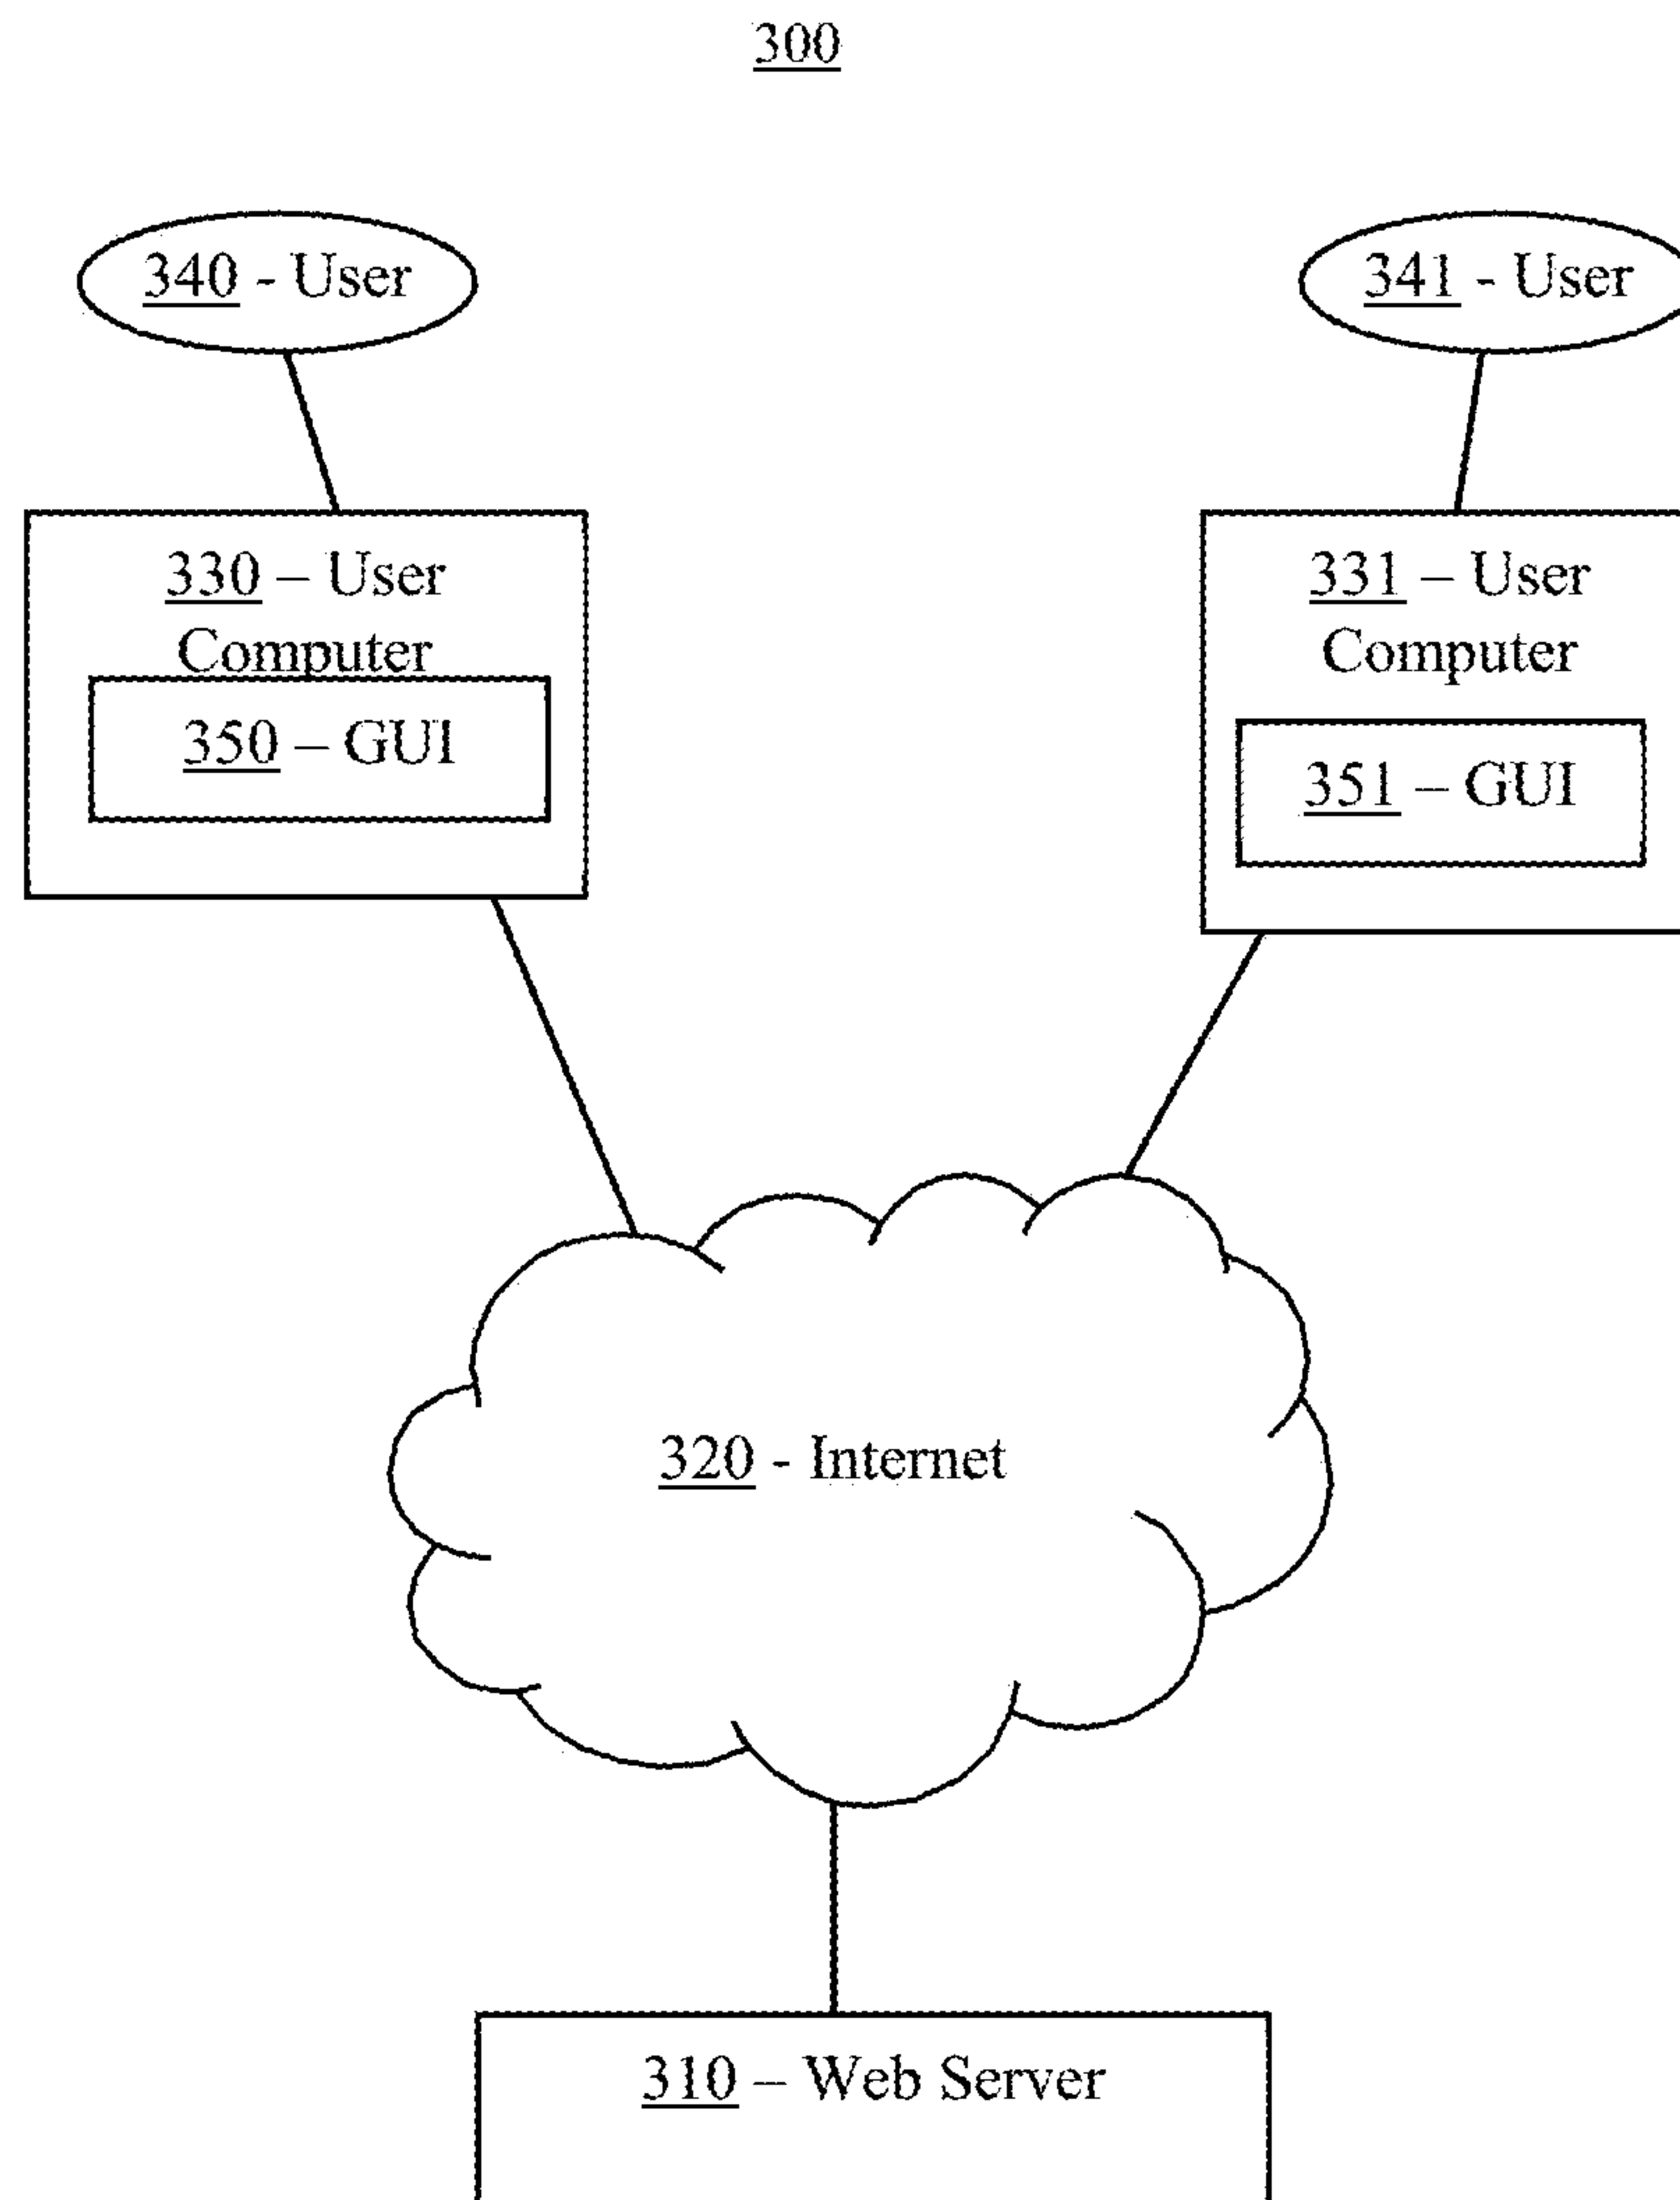 300
340 - User
341 - User
330 – User
Computer
350 – GUI
331 – User
Computer
351 – GUI
320 - Internet
310 – Web Server